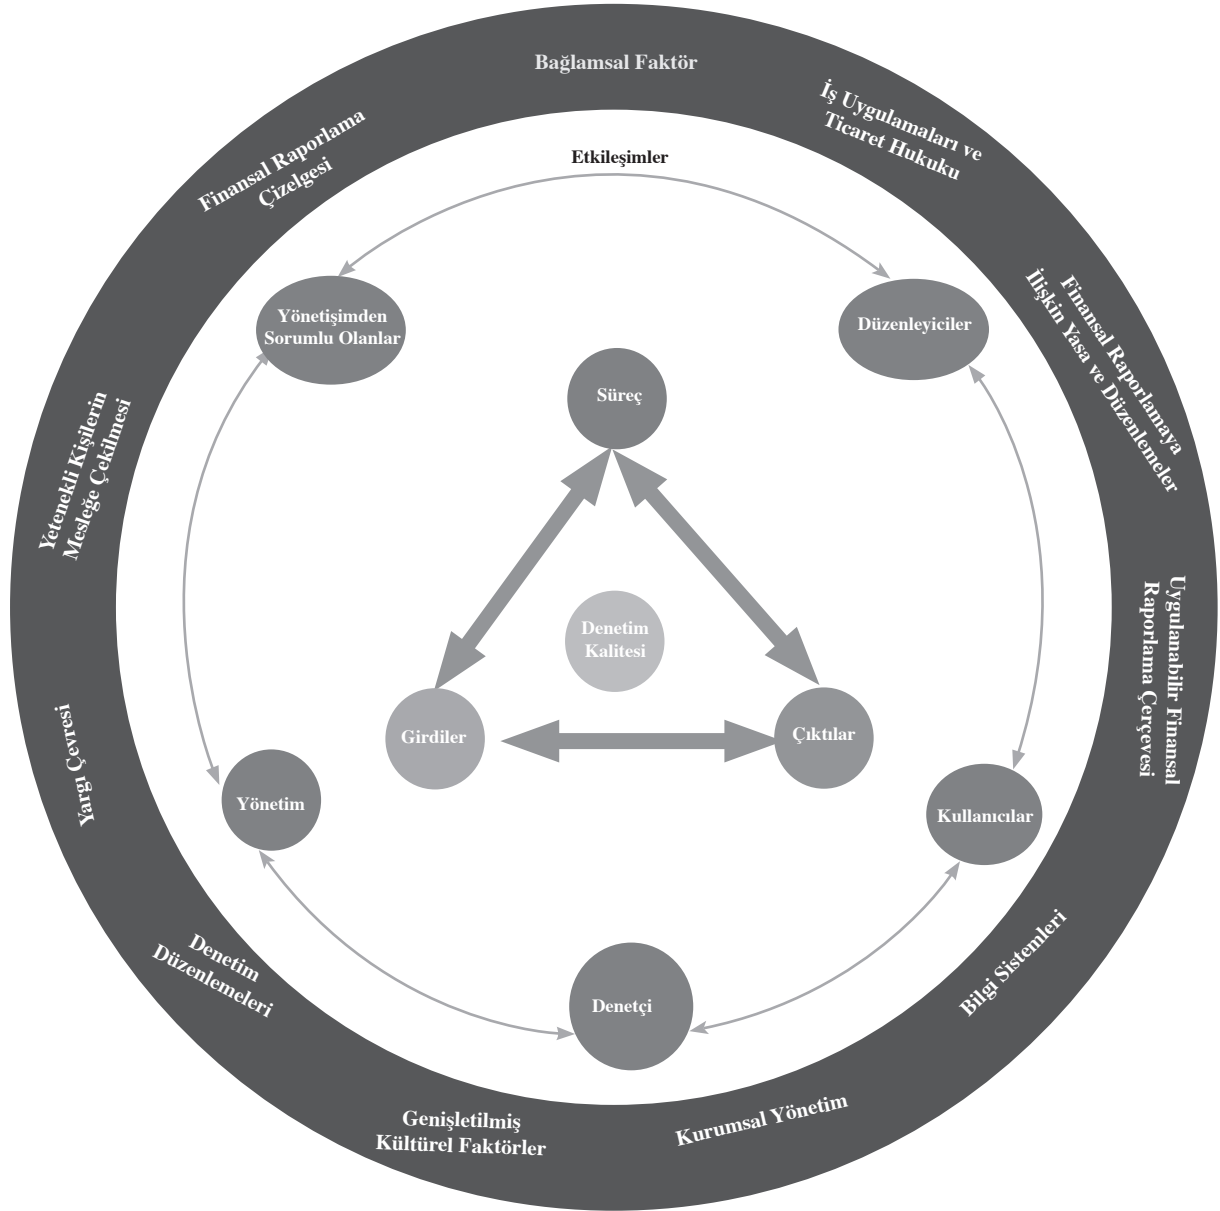 Bağlamsal Faktör
İş Uygulamaları ve
Ticaret Hukuku
Finansal Raporlama
Çizelgesi
Etkileşimler
Finansal Raporlamaya
İlişkin Yasa ve Düzenlemeler
Yönetişimden
Sorumlu Olanlar
Düzenleyiciler
Süreç
Yetenekli Kişilerin
Mesleğe Çekilmesi
Uygulanabilir Finansal
Raporlama Çerçevesi
Denetim
Kalitesi
Girdiler
Çıktılar
Yargı Çevresi
Yönetim
Kullanıcılar
Denetim
Düzenlemeleri
Bilgi Sistemleri
Denetçi
Genişletilmiş
Kültürel Faktörler
Kurumsal Yönetim